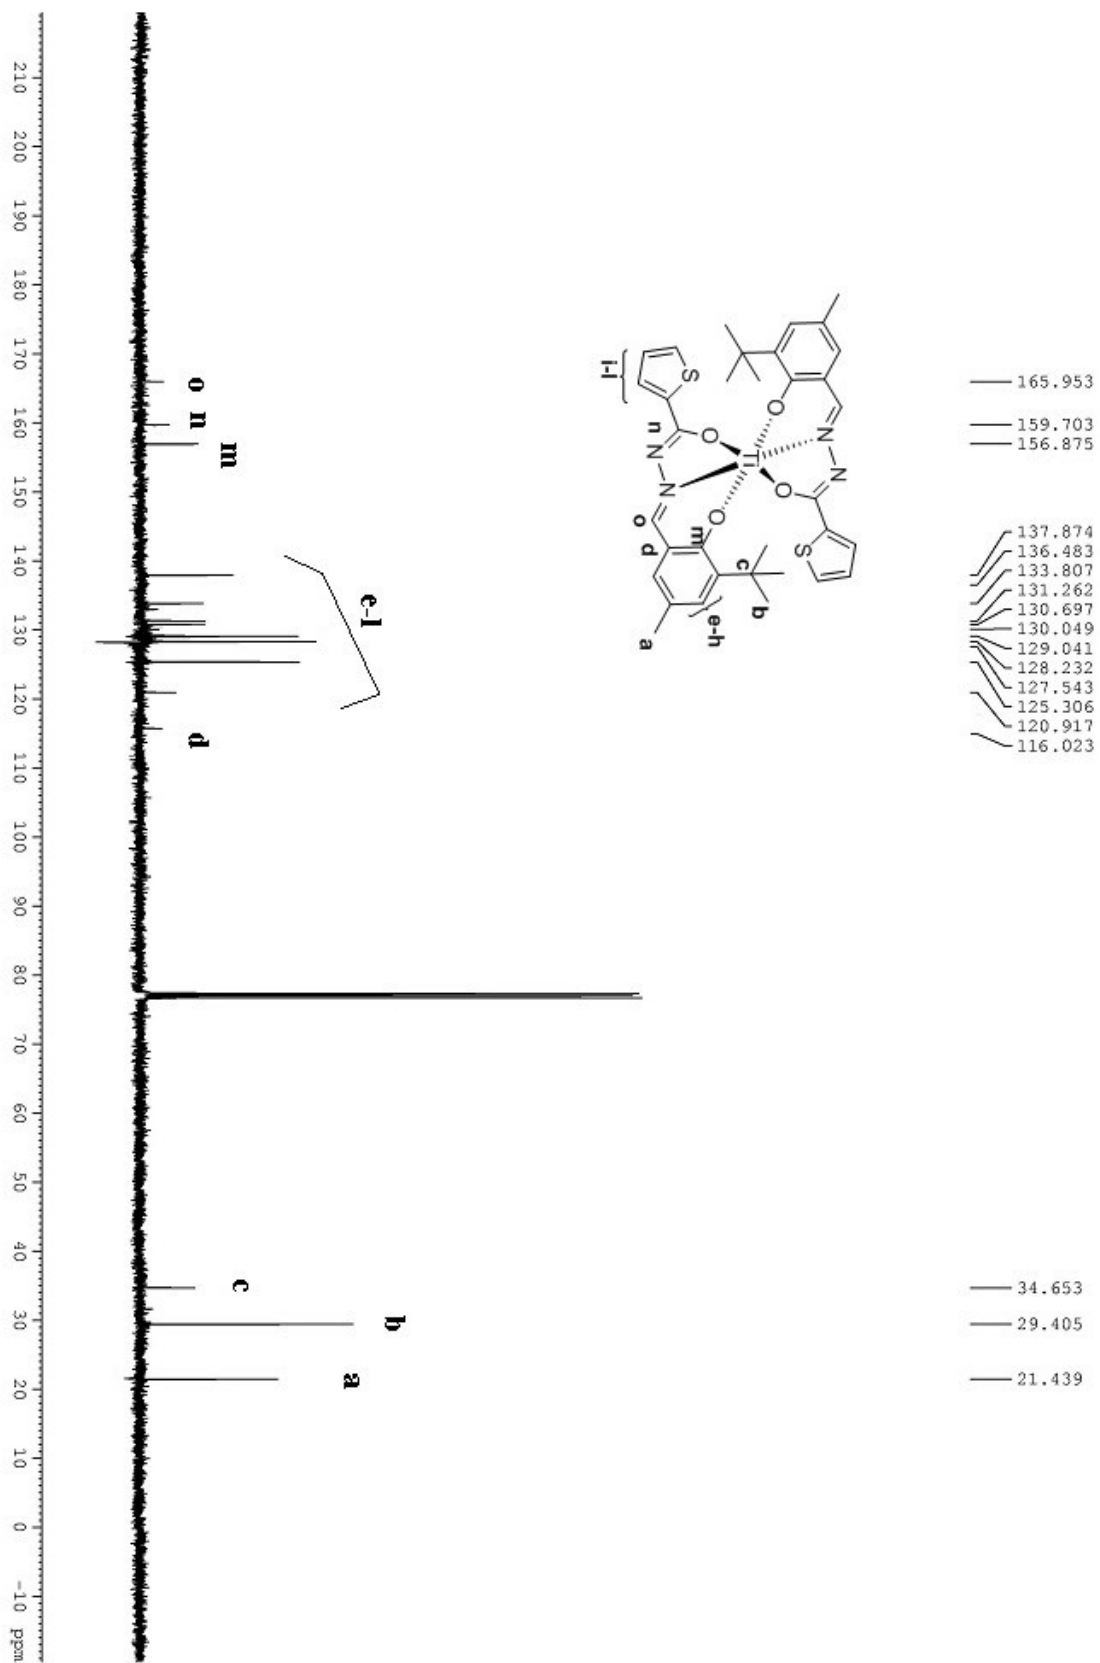 165.953
159.703
156.875
137.874
136.483
133.807
131.262
130.697
130.049
129.041
128.232
127.543
125.306
120.917
116.023
34.653
29.405
21.439
S
i-l
n
O
N
N
O
Ti
N
N
O
S
o
d
m
O
c
b
e-h
a
o
n
m
e-l
d
c
b
a
210
200
190
180
170
160
150
140
130
120
110
100
90
80
70
60
50
40
30
20
10
0
-10
ppm